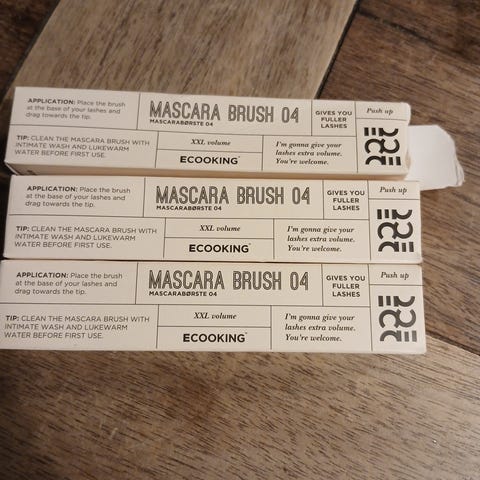 APPLICATION: Place the brush
at the base of your lashes and
drag towards the tip.
MASCARA BRUSH 04
MASCARABØRSTE 04
GIVES YOU
FULLER
LASHES
Push up
TIP: CLEAN THE MASCARA BRUSH WITH
INTIMATE WASH AND LUKEWARM
WATER BEFORE FIRST USE.
XXL volume
ECOOKING™
I'm gonna give your
lashes extra volume.
You're welcome.
APPLICATION: Place the brush
at the base of your lashes and
drag towards the tip.
MASCARA BRUSH 04
MASCARABØRSTE 04
GIVES YOU
FULLER
LASHES
Push up
TIP: CLEAN THE MASCARA BRUSH WITH
INTIMATE WASH AND LUKEWARM
WATER BEFORE FIRST USE.
XXL volume
ECOOKING™
I'm gonna give your
lashes extra volume.
You're welcome.
APPLICATION: Place the brush
at the base of your lashes and
drag towards the tip.
MASCARA BRUSH 04
MASCARABØRSTE 04
GIVES YOU
FULLER
LASHES
Push up
TIP: CLEAN THE MASCARA BRUSH WITH
INTIMATE WASH AND LUKEWARM
WATER BEFORE FIRST USE.
XXL volume
ECOOKING™
I'm gonna give your
lashes extra volume.
You're welcome.